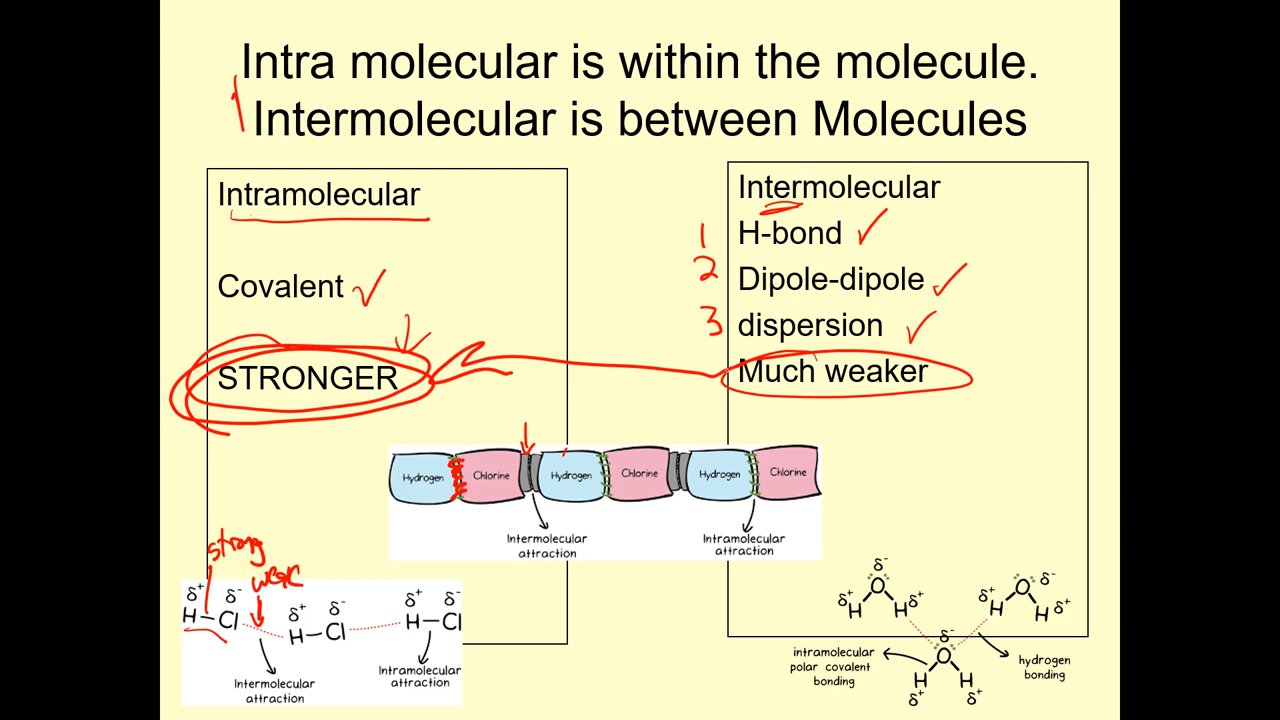 Intra molecular is within the molecule.
Intermolecular is between Molecules
Intramolecular
Covalent
STRONGER
Intermolecular
1 H-bond
2 Dipole-dipole
3 dispersion
Much weaker
Hydrogen Chlorine Hydrogen Chlorine Hydrogen Chlorine
Intermolecular
attraction
Intramolecular
attraction
strong
weak
δ+ δ-
H Cl
δ+ δ-
H Cl
δ+ δ-
H Cl
Intermolecular
attraction
Intramolecular
attraction
δ-
O
δ+ H H δ+
δ-
O
δ+ H H δ+
δ-
O
H H
δ+ δ+
intramolecular
polar covalent
bonding
hydrogen
bonding